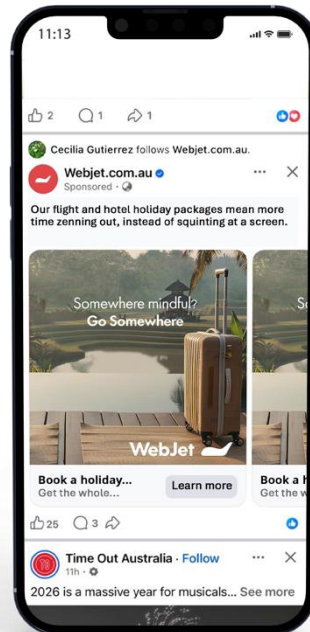 11:13
2
1
1
Cecilia Gutierrez follows Webjet.com.au.
Webjet.com.au
Sponsored ·
Our flight and hotel holiday packages mean more
time zenning out, instead of squinting at a screen.
Somewhere mindful?
Go Somewhere
WebJet
Book a holiday...
Get the whole...
Learn more
So
Book a h
Get the w
25
3
Time Out Australia · Follow
11h ·
2026 is a massive year for musicals... See more